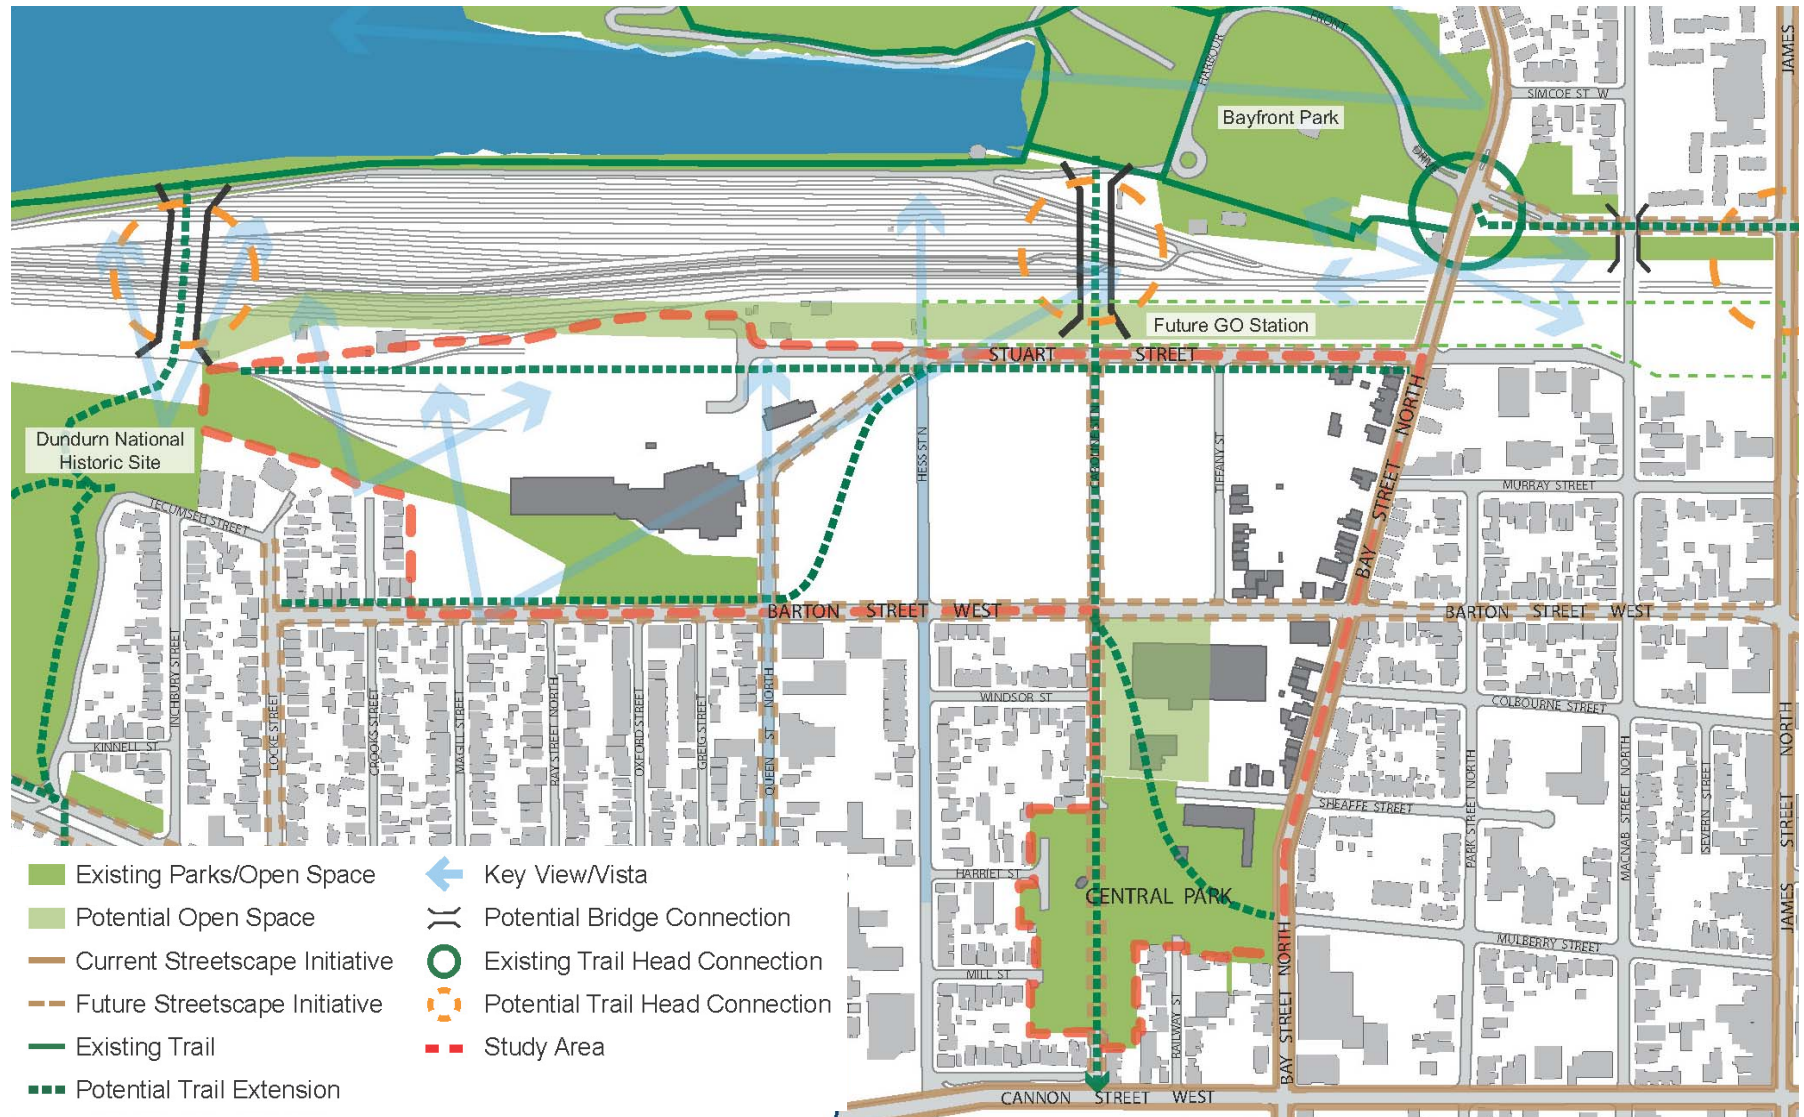 FRONT
HARBOUR
DRIVE
JAMES
SIMCOE ST W
Bayfront Park
Future GO Station
STUART STREET
Dundurn National
Historic Site
HESS ST N
TIFFANY ST
BAY STREET NORTH
MURRAY STREET
TECUMSEH STREET
BARTON STREET WEST
BARTON STREET WEST
INCHBURY STREET
LOCKE STREET
CROOKS STREET
MAGILL STREET
RAY STREET NORTH
OXFORD STREET
GREIG STREET
QUEEN ST NORTH
WINDSOR ST
COLBOURNE STREET
KINNELL ST
SHEAFFE STREET
PARK STREET NORTH
MACNAB STREET NORTH
SEVERN STREET
JAMES STREET NORTH
HARRIET ST
CENTRAL PARK
MULBERRY STREET
MILL ST
RAILWAY ST
BAY STREET NORTH
CANNON STREET WEST
Existing Parks/Open Space
Potential Open Space
Current Streetscape Initiative
Future Streetscape Initiative
Existing Trail
Potential Trail Extension
Key View/Vista
Potential Bridge Connection
Existing Trail Head Connection
Potential Trail Head Connection
Study Area